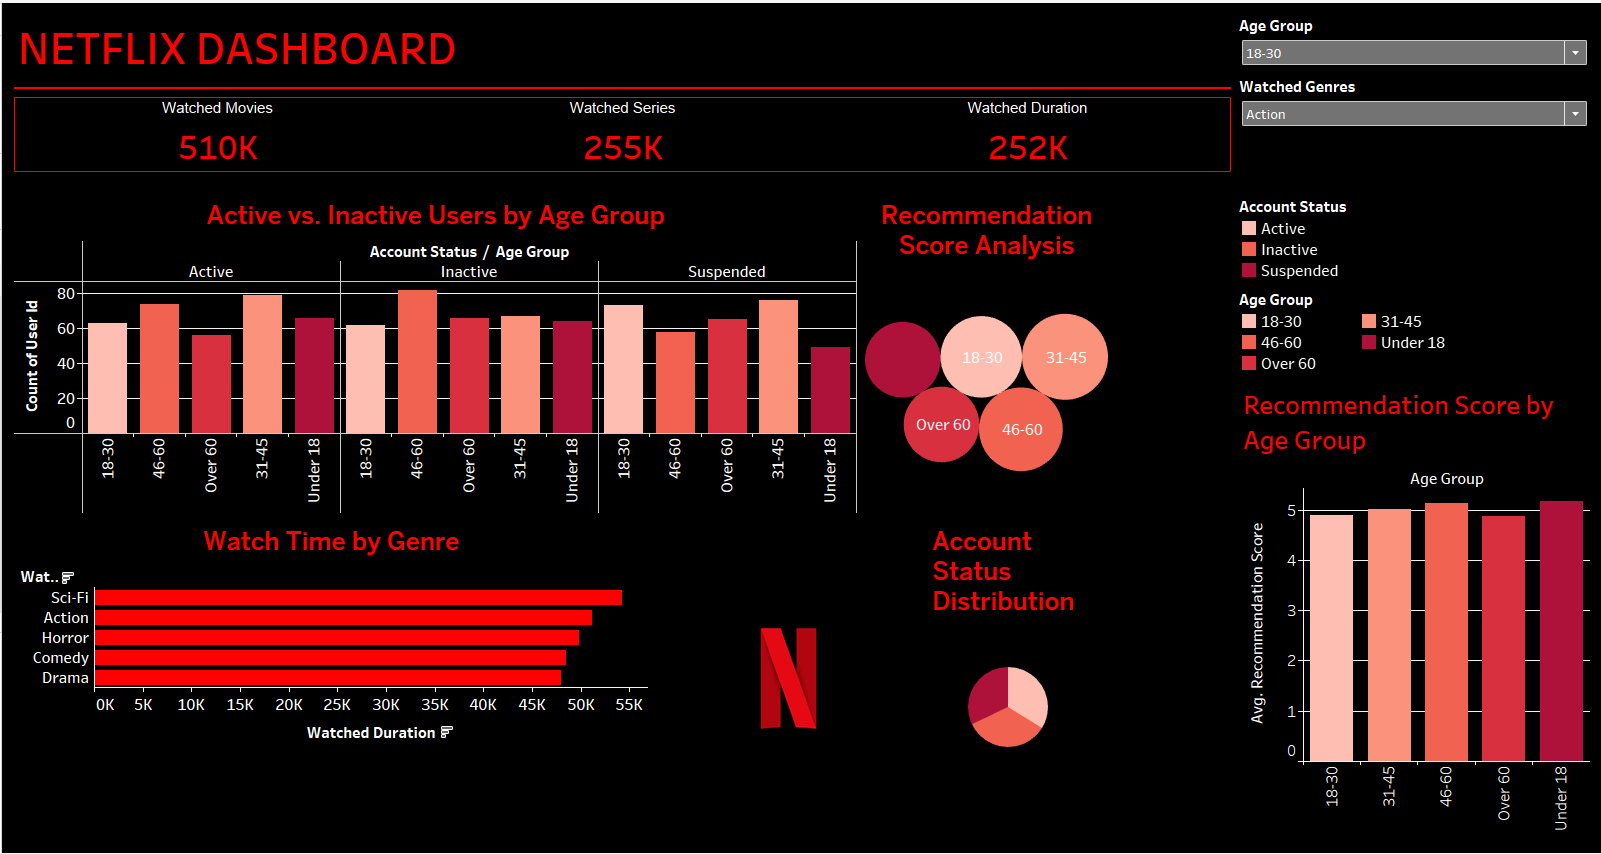 NETFLIX DASHBOARD
Watched Movies
510K
Watched Series
255K
Watched Duration
252K
Age Group
18-30
Watched Genres
Action
Active vs. Inactive Users by Age Group
Account Status / Age Group
Active
Inactive
Suspended
Count of User Id
80
60
40
20
0
18-30
46-60
Over 60
31-45
Under 18
18-30
46-60
Over 60
31-45
Under 18
18-30
46-60
Over 60
31-45
Under 18
Recommendation
Score Analysis
18-30
31-45
Over 60
46-60
Account Status
Active
Inactive
Suspended
Age Group
18-30
31-45
46-60
Under 18
Over 60
Watch Time by Genre
Wat..
Sci-Fi
Action
Horror
Comedy
Drama
0K 5K 10K 15K 20K 25K 30K 35K 40K 45K 50K 55K
Watched Duration
Account
Status
Distribution
Recommendation Score by
Age Group
Age Group
Avg. Recommendation Score
5
4
3
2
1
0
18-30
31-45
46-60
Over 60
Under 18